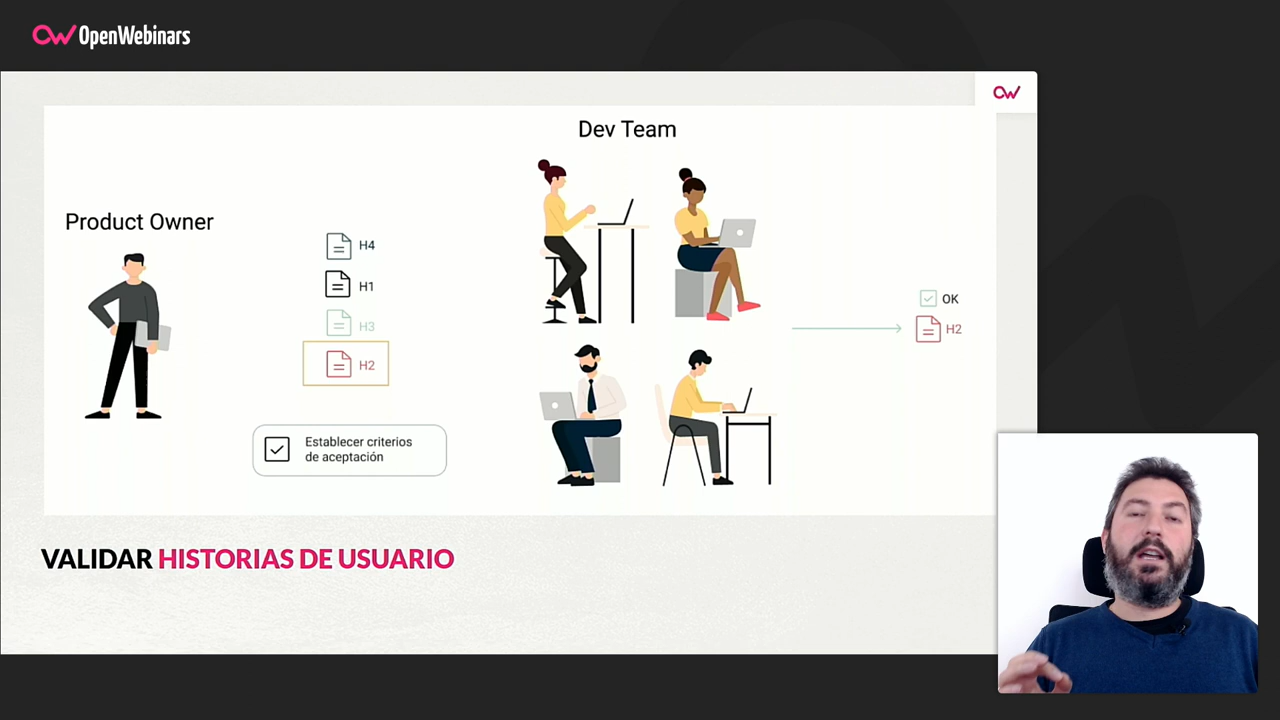 OpenWebinars
Dev Team
Product Owner
H4
H1
H3
H2
OK
H2
Establecer criterios
de aceptación
VALIDAR HISTORIAS DE USUARIO